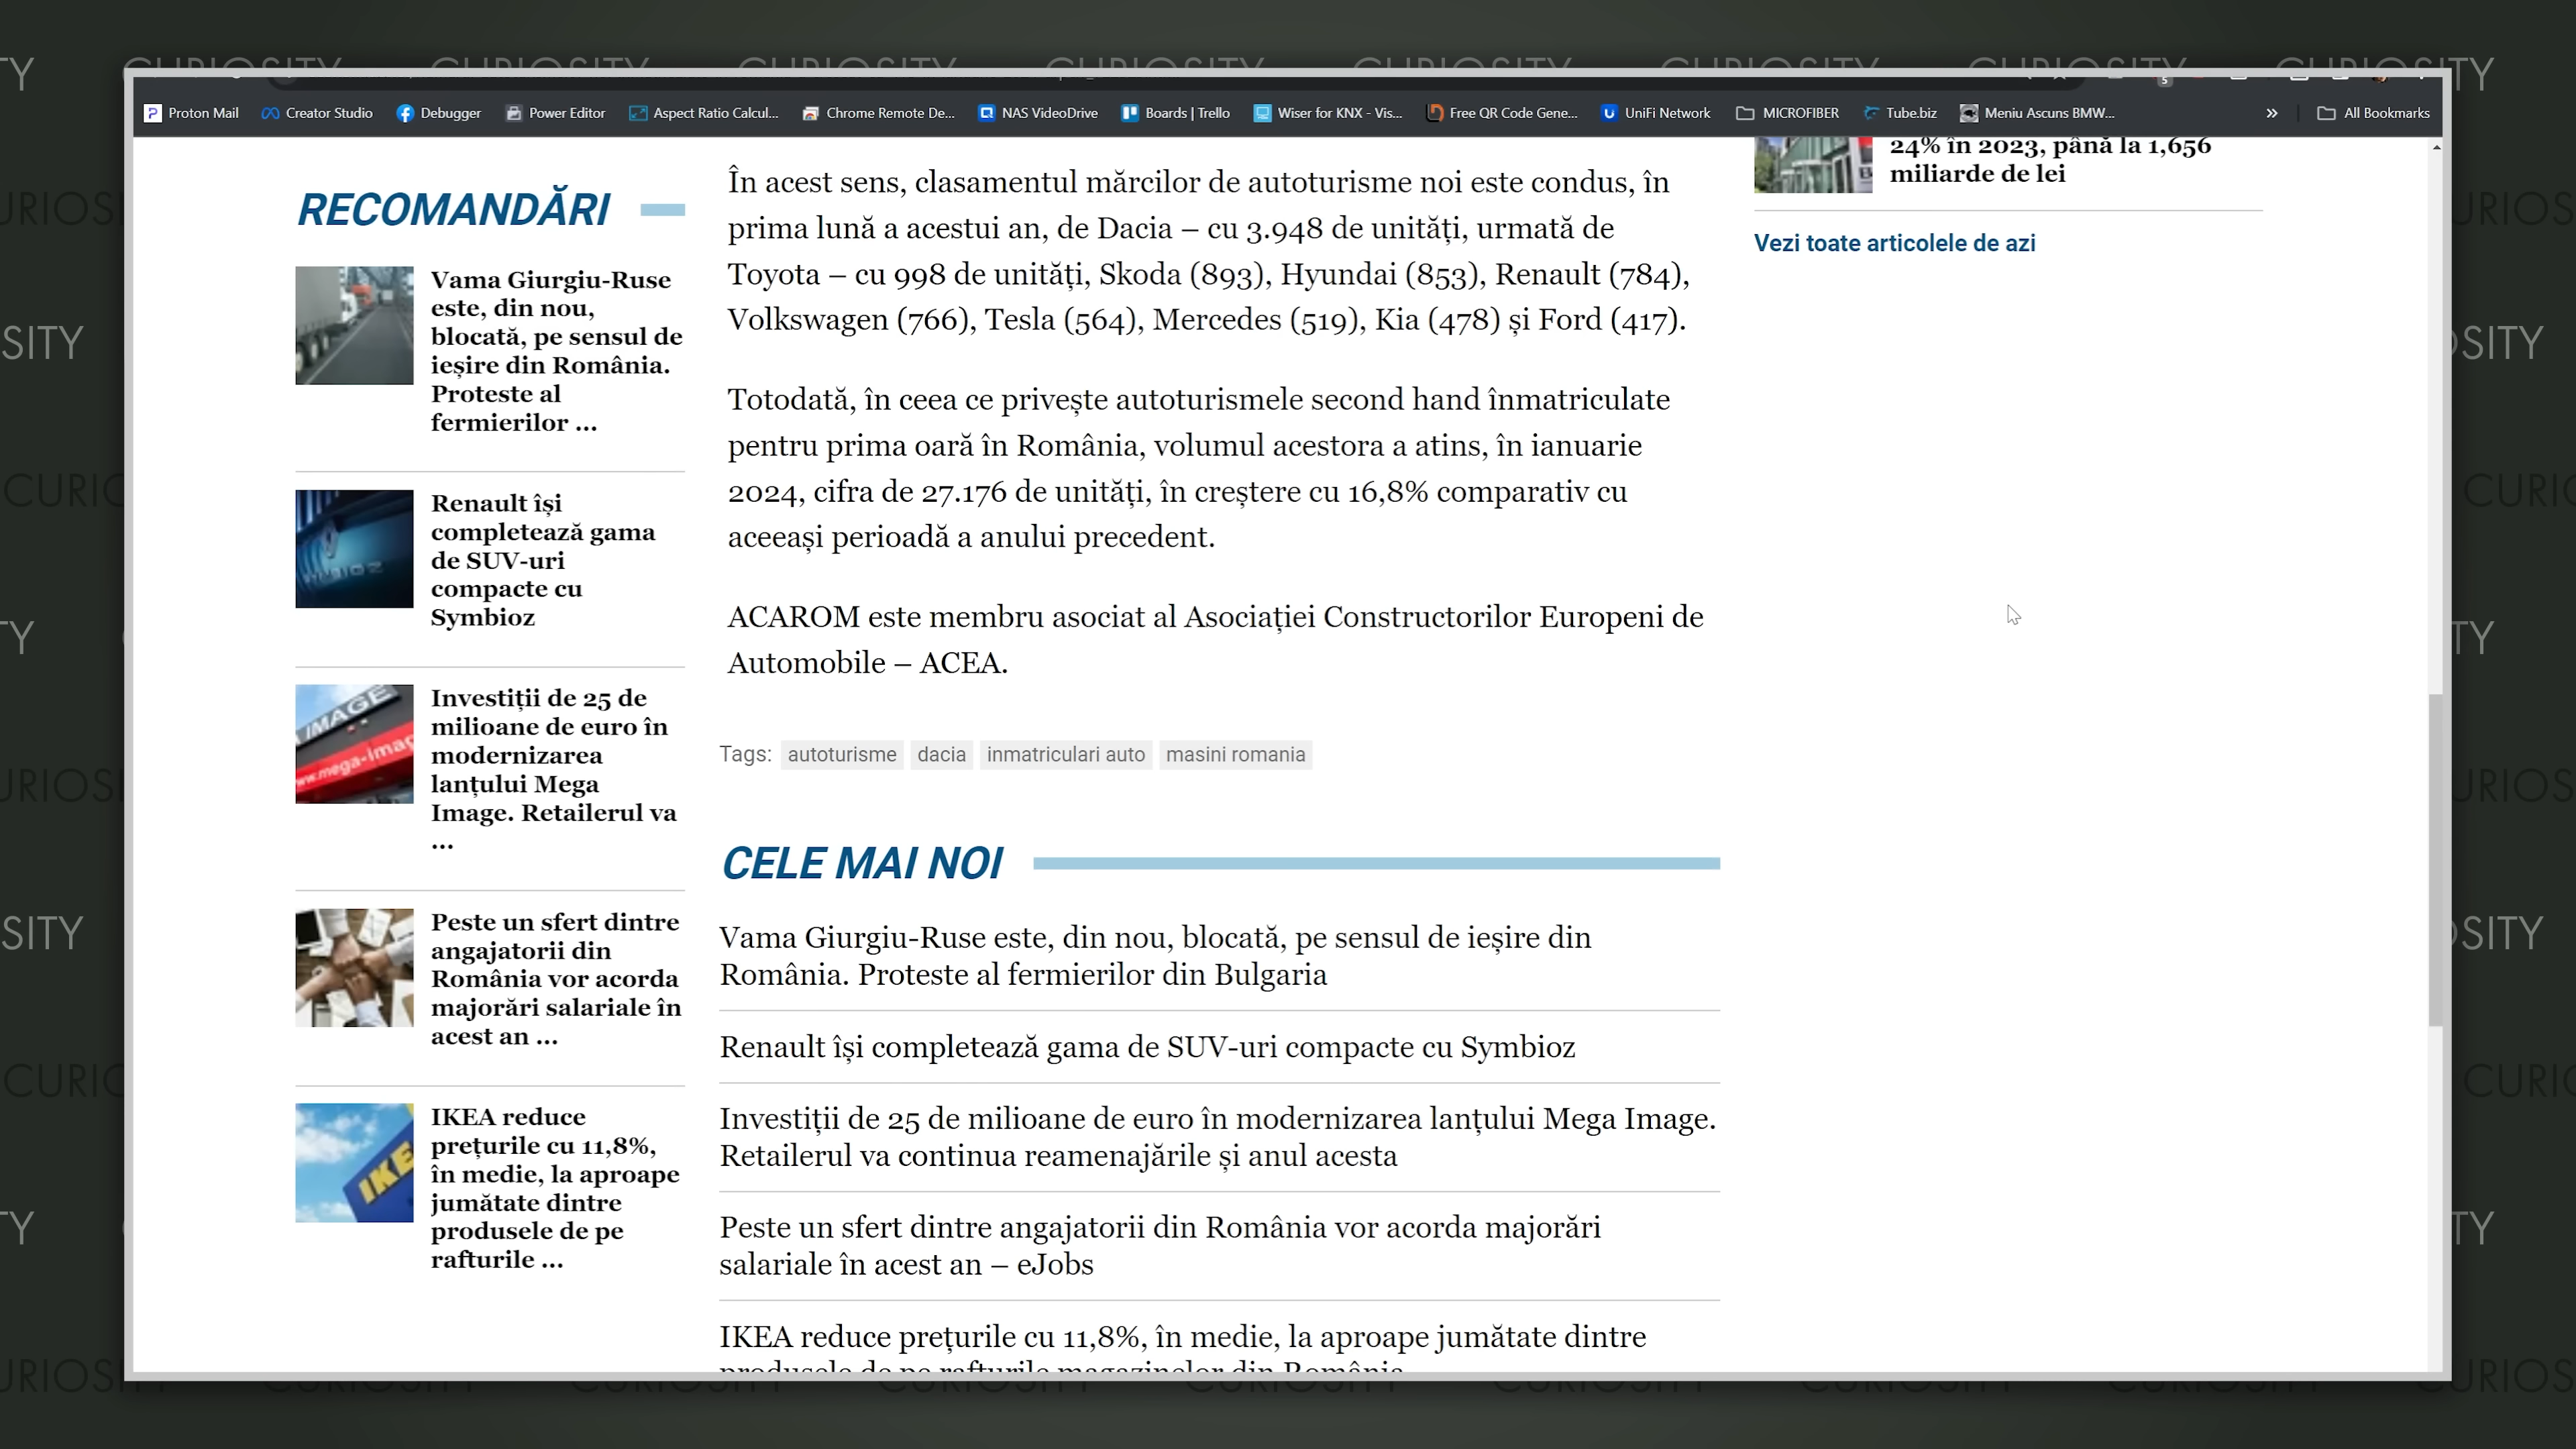 Proton Mail Creator Studio Debugger Power Editor Aspect Ratio Calcul... Chrome Remote De... NAS VideoDrive Boards | Trello Wiser for KNX - Vis... Free QR Code Gene... UniFi Network MICROFIBER Tube.biz Meniu Ascuns BMW... » All Bookmarks
RECOMANDĂRI
Vama Giurgiu-Ruse
este, din nou,
blocată, pe sensul de
ieșire din România.
Proteste al
fermierilor ...
Renault își
completează gama
de SUV-uri
compacte cu
Symbioz
IMAGE
www.mega-imag
Investiții de 25 de
milioane de euro în
modernizarea
lanțului Mega
Image. Retailerul va
...
Peste un sfert dintre
angajatorii din
România vor acorda
majorări salariale în
acest an ...
IKEA
IKEA reduce
prețurile cu 11,8%,
în medie, la aproape
jumătate dintre
produsele de pe
rafturile ...
În acest sens, clasamentul mărcilor de autoturisme noi este condus, în
prima lună a acestui an, de Dacia – cu 3.948 de unități, urmată de
Toyota – cu 998 de unități, Skoda (893), Hyundai (853), Renault (784),
Volkswagen (766), Tesla (564), Mercedes (519), Kia (478) și Ford (417).
Totodată, în ceea ce privește autoturismele second hand înmatriculate
pentru prima oară în România, volumul acestora a atins, în ianuarie
2024, cifra de 27.176 de unități, în creștere cu 16,8% comparativ cu
aceeași perioadă a anului precedent.
ACAROM este membru asociat al Asociației Constructorilor Europeni de
Automobile – ACEA.
Tags: autoturisme dacia inmatriculari auto masini romania
CELE MAI NOI
Vama Giurgiu-Ruse este, din nou, blocată, pe sensul de ieșire din
România. Proteste al fermierilor din Bulgaria
Renault își completează gama de SUV-uri compacte cu Symbioz
Investiții de 25 de milioane de euro în modernizarea lanțului Mega Image.
Retailerul va continua reamenajările și anul acesta
Peste un sfert dintre angajatorii din România vor acorda majorări
salariale în acest an – eJobs
IKEA reduce prețurile cu 11,8%, în medie, la aproape jumătate dintre
produsele de pe rafturile magazinelor din România
24% în 2023, până la 1,656
miliarde de lei
Vezi toate articolele de azi